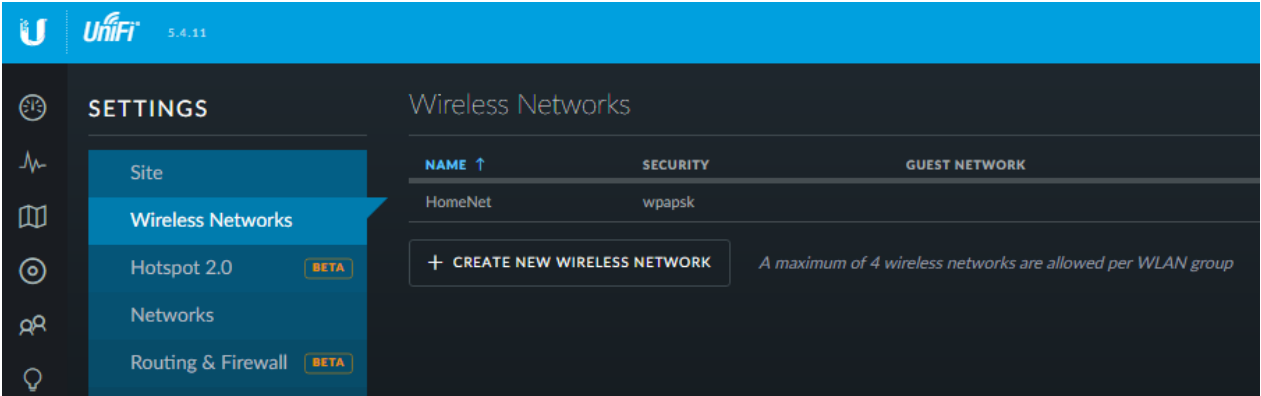 UniFi 5.4.11
SETTINGS
Site
Wireless Networks
Hotspot 2.0 BETA
Networks
Routing & Firewall BETA
Wireless Networks
NAME ↑ SECURITY GUEST NETWORK
HomeNet wpapsk
+ CREATE NEW WIRELESS NETWORK A maximum of 4 wireless networks are allowed per WLAN group